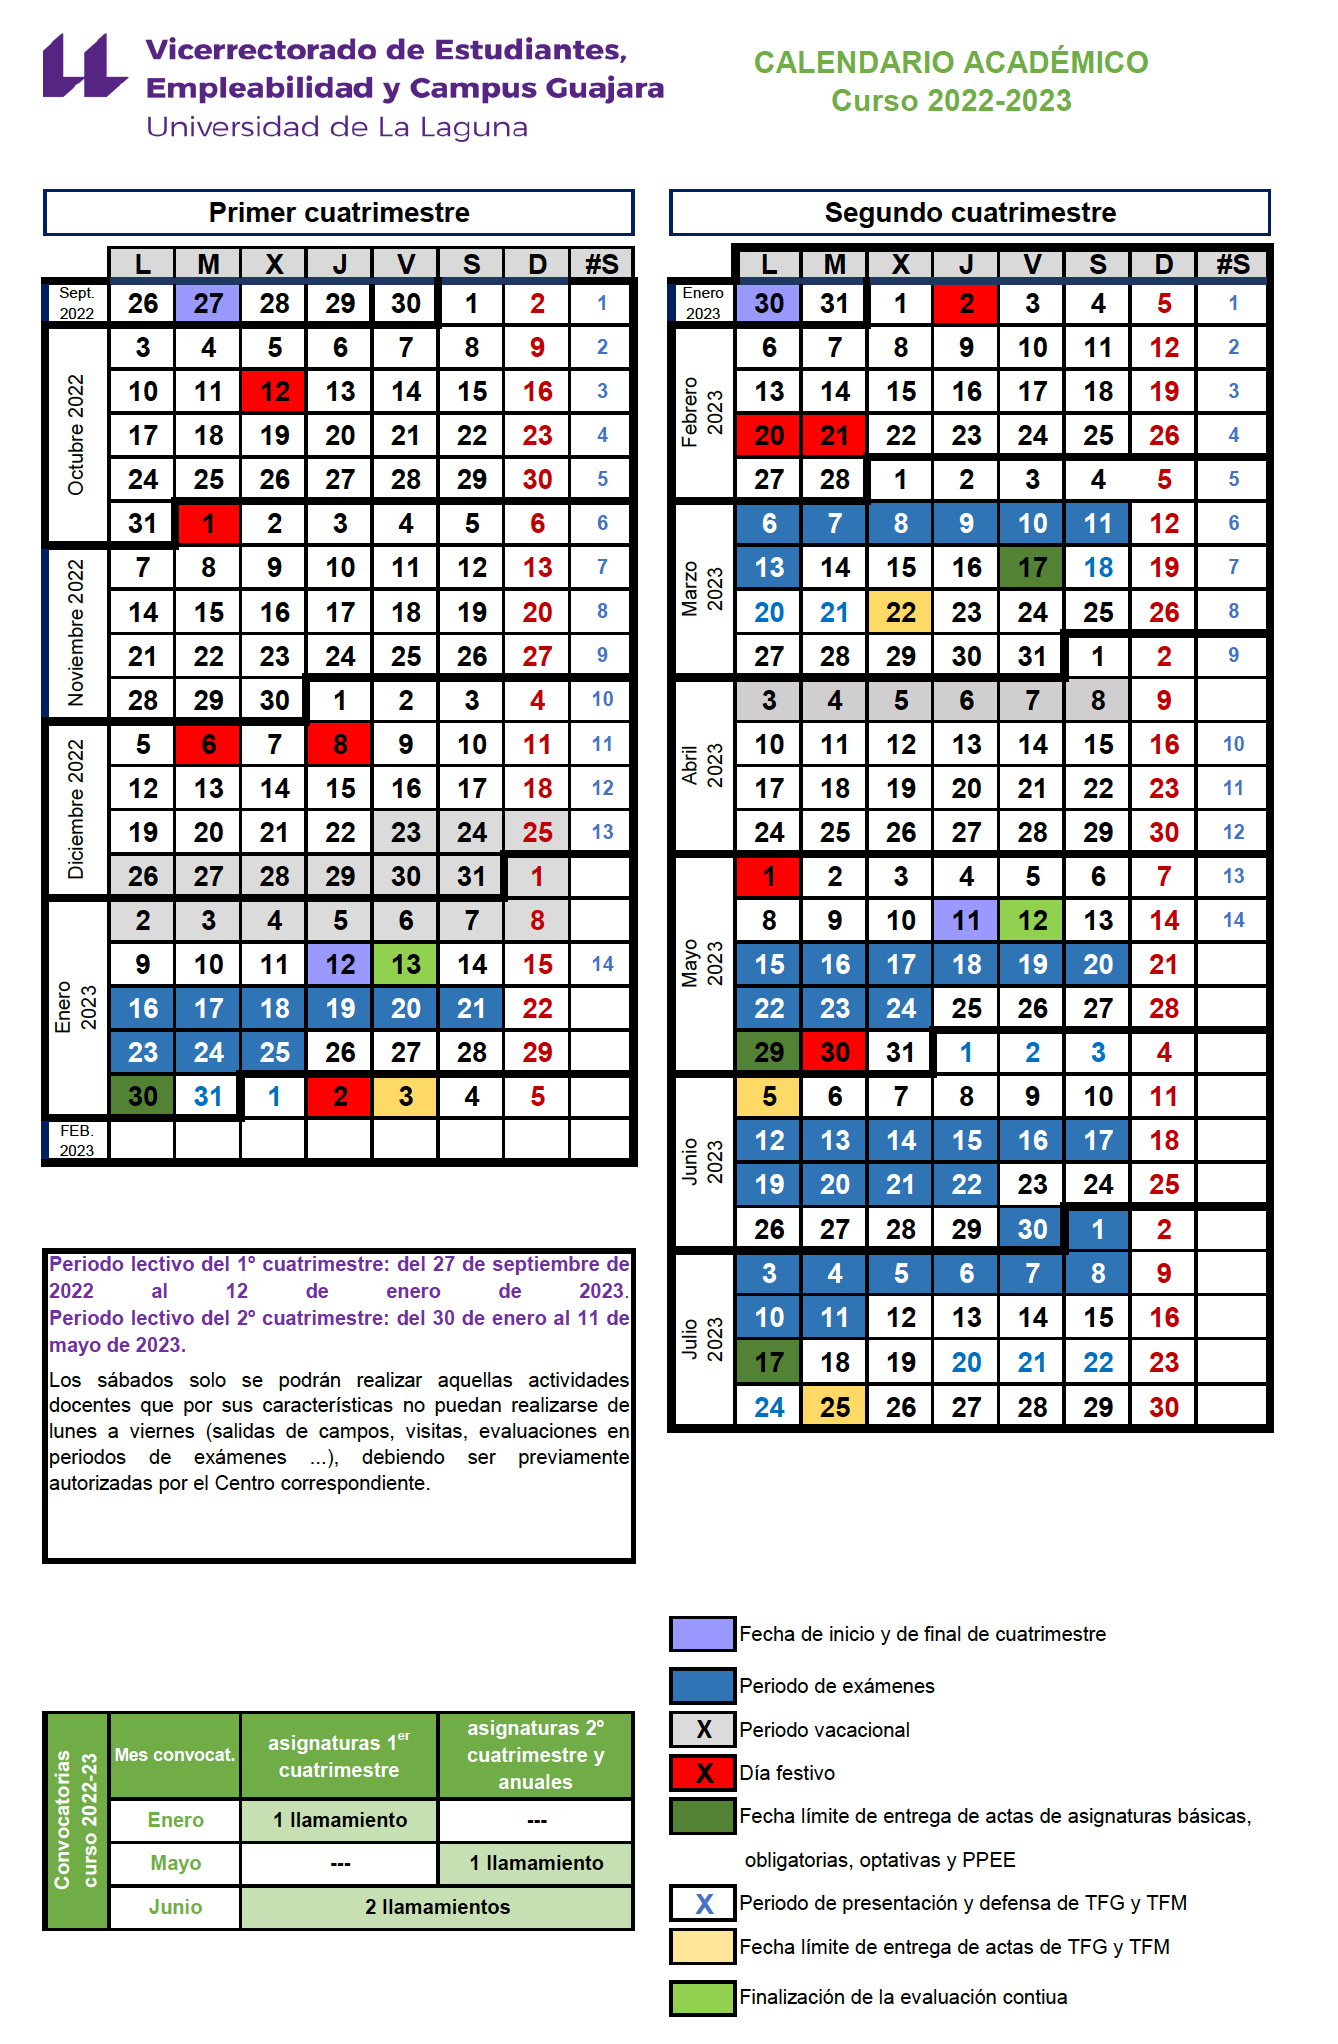 Vicerrectorado de Estudiantes,
Empleabilidad y Campus Guajara
Universidad de La Laguna
CALENDARIO ACADÉMICO
Curso 2022-2023
Primer cuatrimestre
L M X J V S D #S
Sept. 2022
26 27 28 29 30 1 2 1
Octubre 2022
3 4 5 6 7 8 9 2
10 11 12 13 14 15 16 3
17 18 19 20 21 22 23 4
24 25 26 27 28 29 30 5
31 1 2 3 4 5 6 6
Noviembre 2022
7 8 9 10 11 12 13 7
14 15 16 17 18 19 20 8
21 22 23 24 25 26 27 9
28 29 30 1 2 3 4 10
Diciembre 2022
5 6 7 8 9 10 11 11
12 13 14 15 16 17 18 12
19 20 21 22 23 24 25 13
26 27 28 29 30 31 1
Enero 2023
2 3 4 5 6 7 8
9 10 11 12 13 14 15 14
16 17 18 19 20 21 22
23 24 25 26 27 28 29
30 31 1 2 3 4 5
FEB. 2023
Segundo cuatrimestre
L M X J V S D #S
Enero 2023
30 31 1 2 3 4 5 1
Febrero 2023
6 7 8 9 10 11 12 2
13 14 15 16 17 18 19 3
20 21 22 23 24 25 26 4
27 28 1 2 3 4 5 5
Marzo 2023
6 7 8 9 10 11 12 6
13 14 15 16 17 18 19 7
20 21 22 23 24 25 26 8
27 28 29 30 31 1 2 9
Abril 2023
3 4 5 6 7 8 9
10 11 12 13 14 15 16 10
17 18 19 20 21 22 23 11
24 25 26 27 28 29 30 12
Mayo 2023
1 2 3 4 5 6 7 13
8 9 10 11 12 13 14 14
15 16 17 18 19 20 21
22 23 24 25 26 27 28
29 30 31 1 2 3 4
Junio 2023
5 6 7 8 9 10 11
12 13 14 15 16 17 18
19 20 21 22 23 24 25
26 27 28 29 30 1 2
Julio 2023
3 4 5 6 7 8 9
10 11 12 13 14 15 16
17 18 19 20 21 22 23
24 25 26 27 28 29 30
Periodo lectivo del 1º cuatrimestre: del 27 de septiembre de
2022 al 12 de enero de 2023.
Periodo lectivo del 2º cuatrimestre: del 30 de enero al 11 de
mayo de 2023.
Los sábados solo se podrán realizar aquellas actividades
docentes que por sus características no puedan realizarse de
lunes a viernes (salidas de campos, visitas, evaluaciones en
periodos de exámenes ...), debiendo ser previamente
autorizadas por el Centro correspondiente.
Convocatorias
curso 2022-23
Mes convocat. asignaturas 1er cuatrimestre asignaturas 2º cuatrimestre y anuales
Enero 1 llamamiento ---
Mayo --- 1 llamamiento
Junio 2 llamamientos
Fecha de inicio y de final de cuatrimestre
Periodo de exámenes
X Periodo vacacional
X Día festivo
Fecha límite de entrega de actas de asignaturas básicas,
obligatorias, optativas y PPEE
X Periodo de presentación y defensa de TFG y TFM
Fecha límite de entrega de actas de TFG y TFM
Finalización de la evaluación contiua